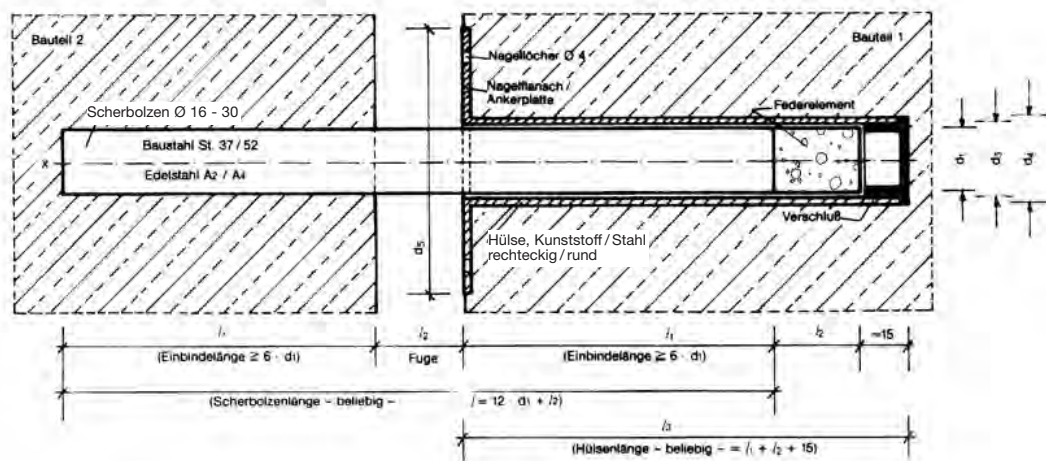 Bauteil 2
Bauteil 1
Nagellöcher Ø 4
Nagelflansch /
Ankerplatte
Federelement
Scherbolzen Ø 16 - 30
Baustahl St. 37 / 52
Edelstahl A2 / A4
x
d1
d3
d4
Verschluß
d5
Hülse, Kunststoff / Stahl
rechteckig / rund
l1
l2
l1
l2
≈15
(Einbindelänge ≥ 6 · d1)
Fuge
(Einbindelänge ≥ 6 · d1)
(Scherbolzenlänge – beliebig – l = 12 · d1 + l2)
l3
(Hülsenlänge – beliebig – = l1 + l2 + 15)